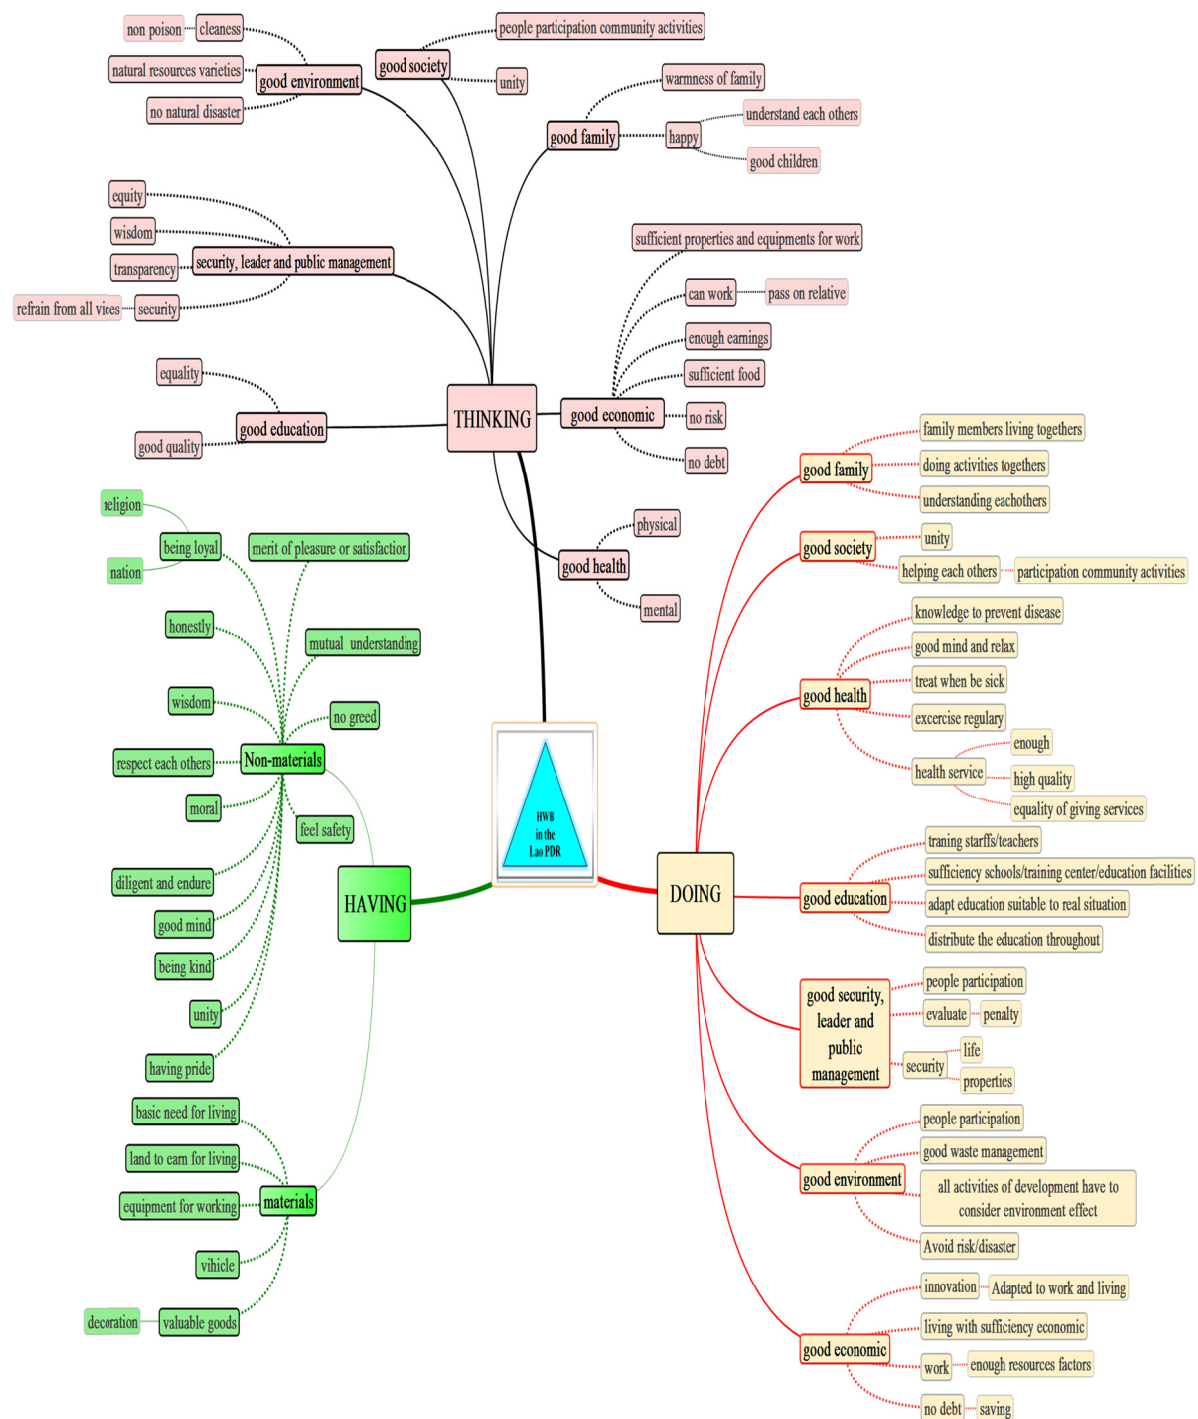 non poison
cleaness
natural resources varieties
no natural disaster
good environment
people participation community activities
good society
unity
good family
warmness of family
happy
understand each others
good children
equity
wisdom
transparency
refrain from all vices
security
security, leader and public management
equality
good quality
good education
THINKING
sufficient properties and equipments for work
can work
pass on relative
enough earnings
sufficient food
good economic
no risk
no debt
physical
good health
mental
religion
nation
being loyal
merit of pleasure or satisfaction
honestly
mutual understanding
wisdom
no greed
respect each others
Non-materials
moral
feel safety
diligent and endure
good mind
being kind
unity
having pride
HAVING
basic need for living
land to earn for living
equipment for working
materials
vihicle
decoration
valuable goods
HWB
in the
Lao PDR
DOING
good family
family members living togethers
doing activities togethers
understanding eachothers
good society
unity
helping each others
participation community activities
good health
knowledge to prevent disease
good mind and relax
treat when be sick
excercise regulary
health service
enough
high quality
equality of giving services
good education
traning starffs/teachers
sufficiency schools/training center/education facilities
adapt education suitable to real situation
distribute the education throughout
good security,
leader and
public
management
people participation
evaluate
penalty
security
life
properties
good environment
people participation
good waste management
all activities of development have to
consider environment effect
Avoid risk/disaster
good economic
innovation
Adapted to work and living
living with sufficiency economic
work
enough resources factors
no debt
saving